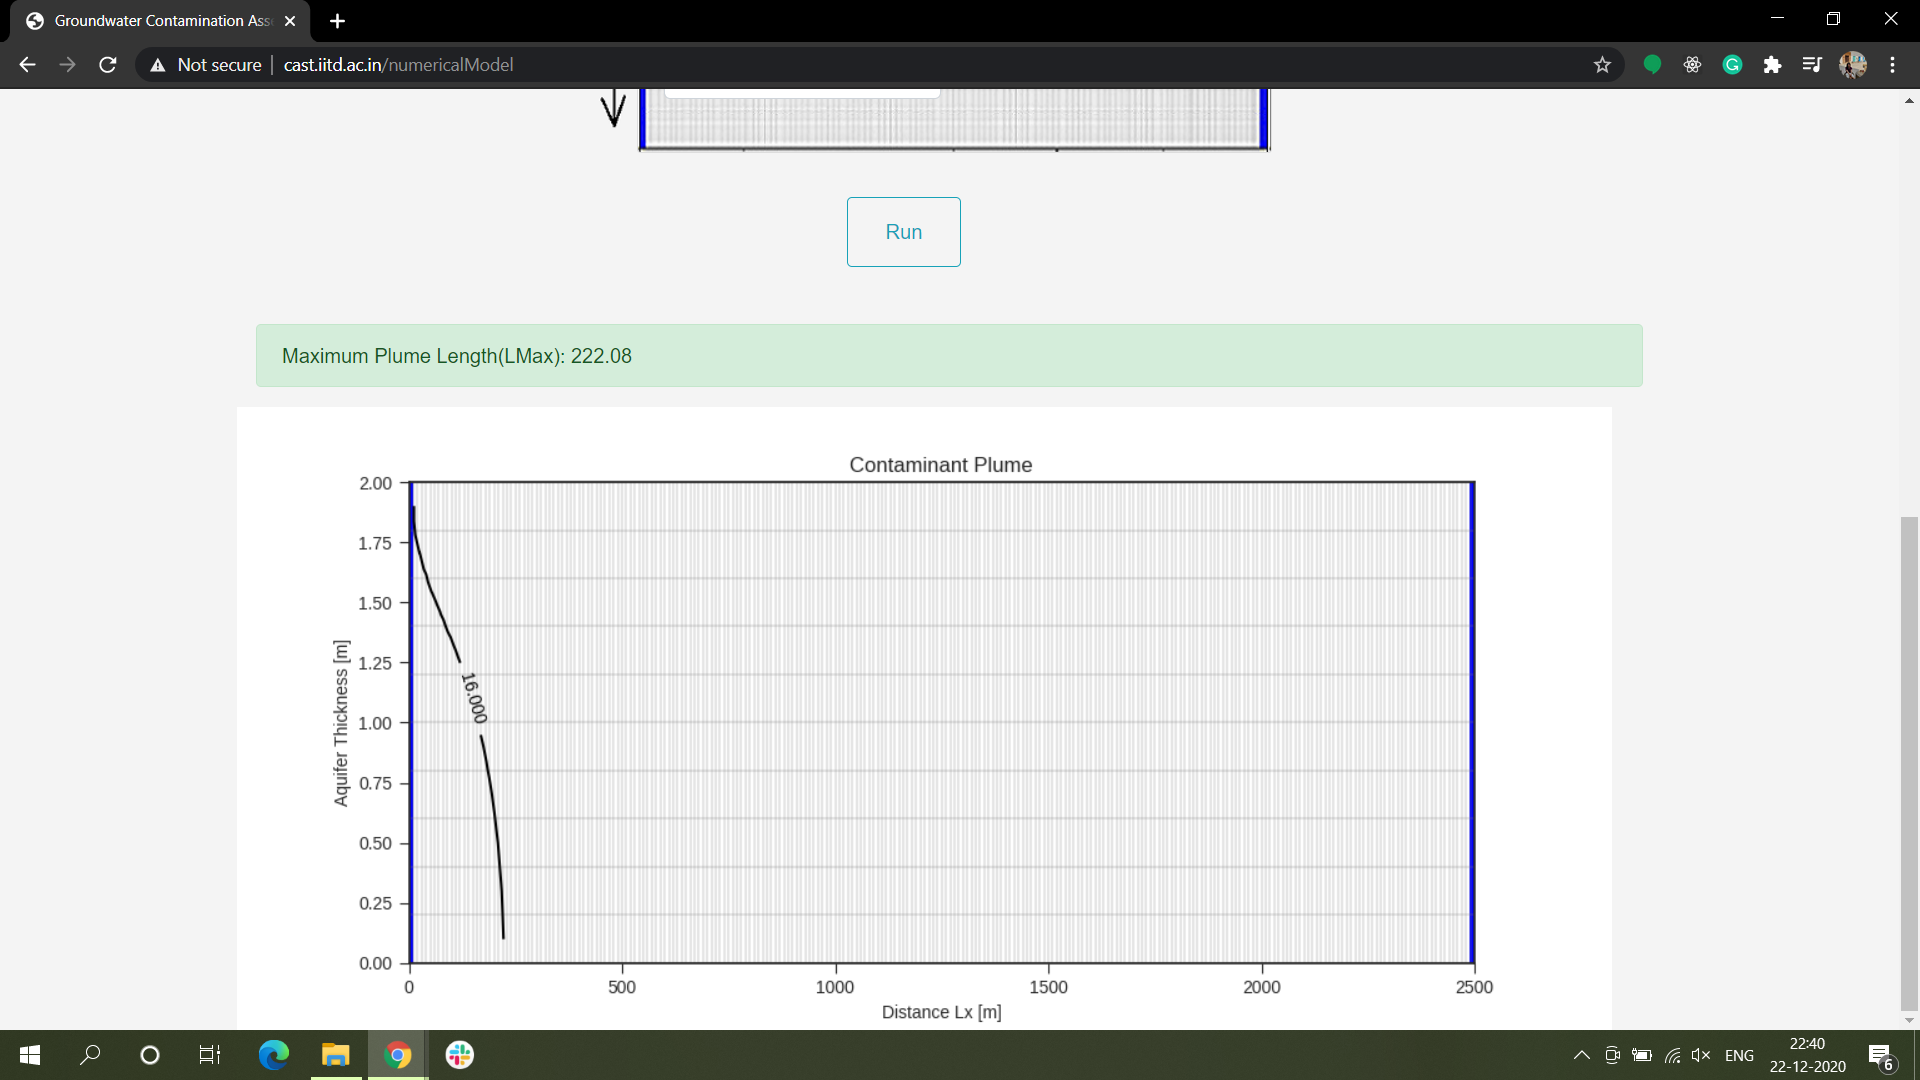 Groundwater Contamination Ass
Not secure
cast.iitd.ac.in/numericalModel
Run
Maximum Plume Length(LMax): 222.08
Contaminant Plume
2.00
1.75
1.50
1.25
1.00
0.75
0.50
0.25
0.00
Aquifer Thickness [m]
16.000
0
500
1000
1500
2000
2500
Distance Lx [m]
ENG
22:40
22-12-2020
6